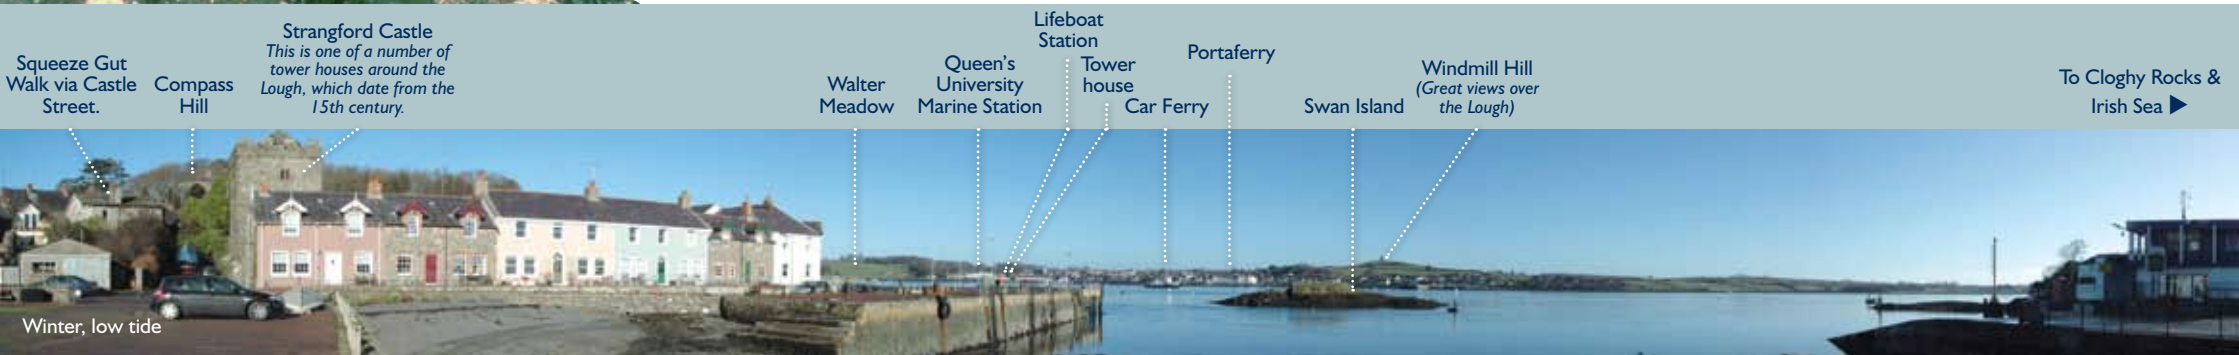 Squeeze Gut
Walk via Castle
Street.
Compass
Hill
Strangford Castle
This is one of a number of
tower houses around the
Lough, which date from the
15th century.
Walter
Meadow
Queen's
University
Marine Station
Lifeboat
Station
Tower
house
Car Ferry
Portaferry
Swan Island
Windmill Hill
(Great views over
the Lough)
To Cloghy Rocks &
Irish Sea ▶
Winter, low tide